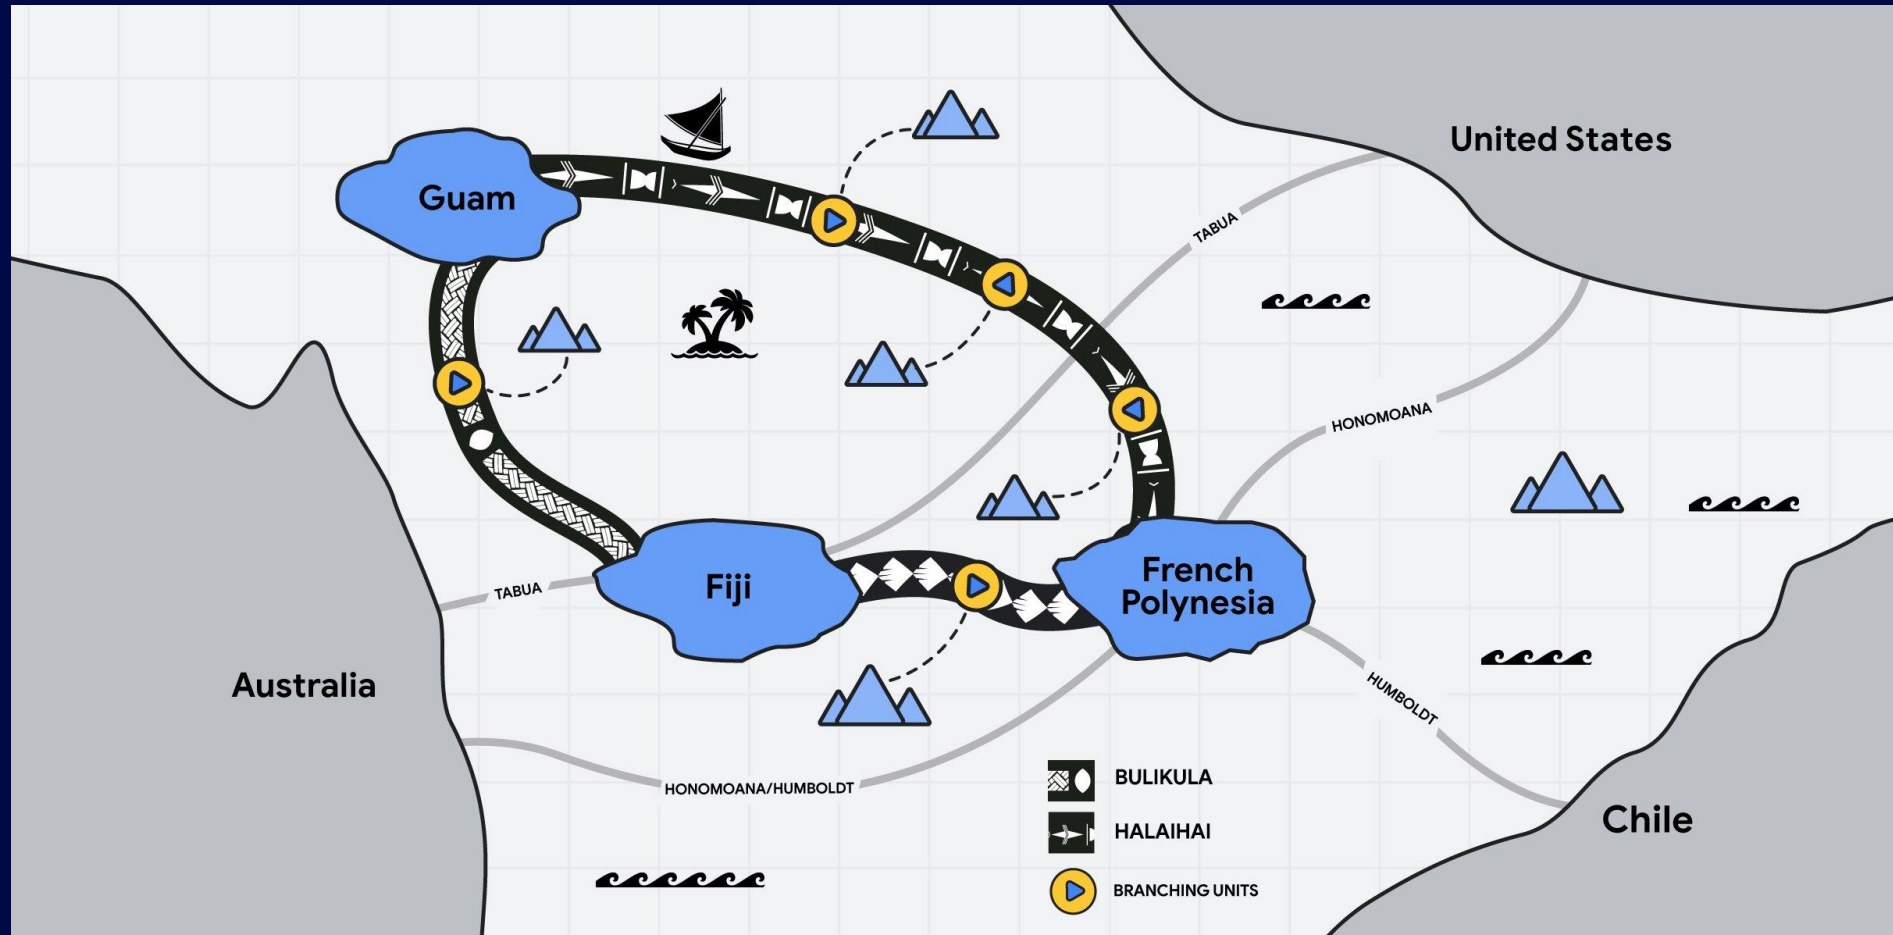 United States
Guam
TABUA
HONOMOANA
French
Polynesia
Fiji
TABUA
Australia
HUMBOLDT
HONOMOANA/HUMBOLDT
BULIKULA
HALAIHAI
BRANCHING UNITS
Chile